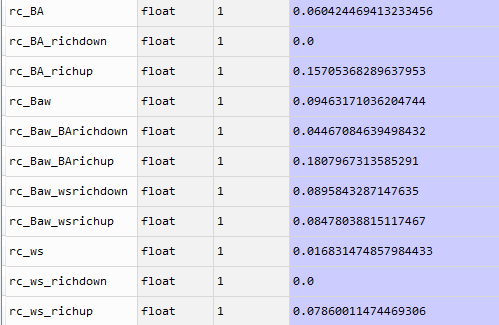 rc_BA float 1 0.060424469413233456
rc_BA_richdown float 1 0.0
rc_BA_richup float 1 0.15705368289637953
rc_Baw float 1 0.09463171036204744
rc_Baw_BArichdown float 1 0.04467084639498432
rc_Baw_BArichup float 1 0.1807967313585291
rc_Baw_wsrichdown float 1 0.0895843287147635
rc_Baw_wsrichup float 1 0.08478038815117467
rc_ws float 1 0.016831474857984433
rc_ws_richdown float 1 0.0
rc_ws_richup float 1 0.07860011474469306